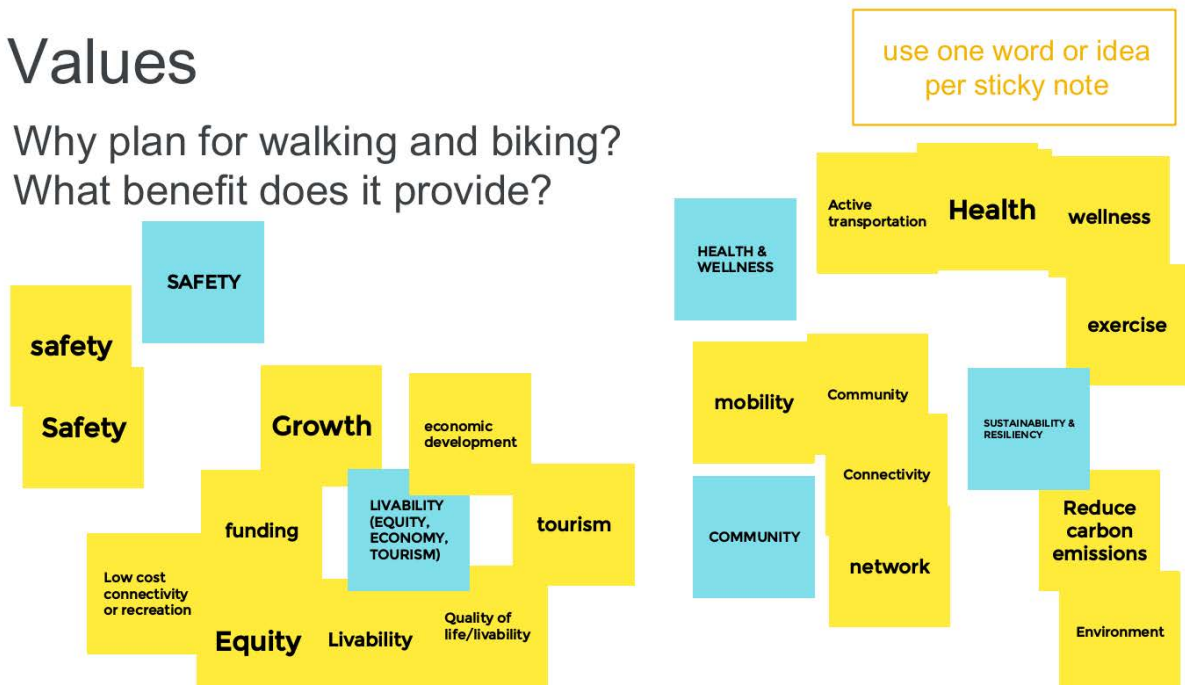 Values
use one word or idea
per sticky note
Why plan for walking and biking?
What benefit does it provide?
SAFETY
safety
Safety
Growth
economic
development
funding
LIVABILITY
(EQUITY,
ECONOMY,
TOURISM)
tourism
Low cost
connectivity
or recreation
Equity
Livability
Quality of
life/livability
HEALTH &
WELLNESS
Active
transportation
Health
wellness
exercise
mobility
Community
Connectivity
network
COMMUNITY
SUSTAINABILITY &
RESILIENCY
Reduce
carbon
emissions
Environment